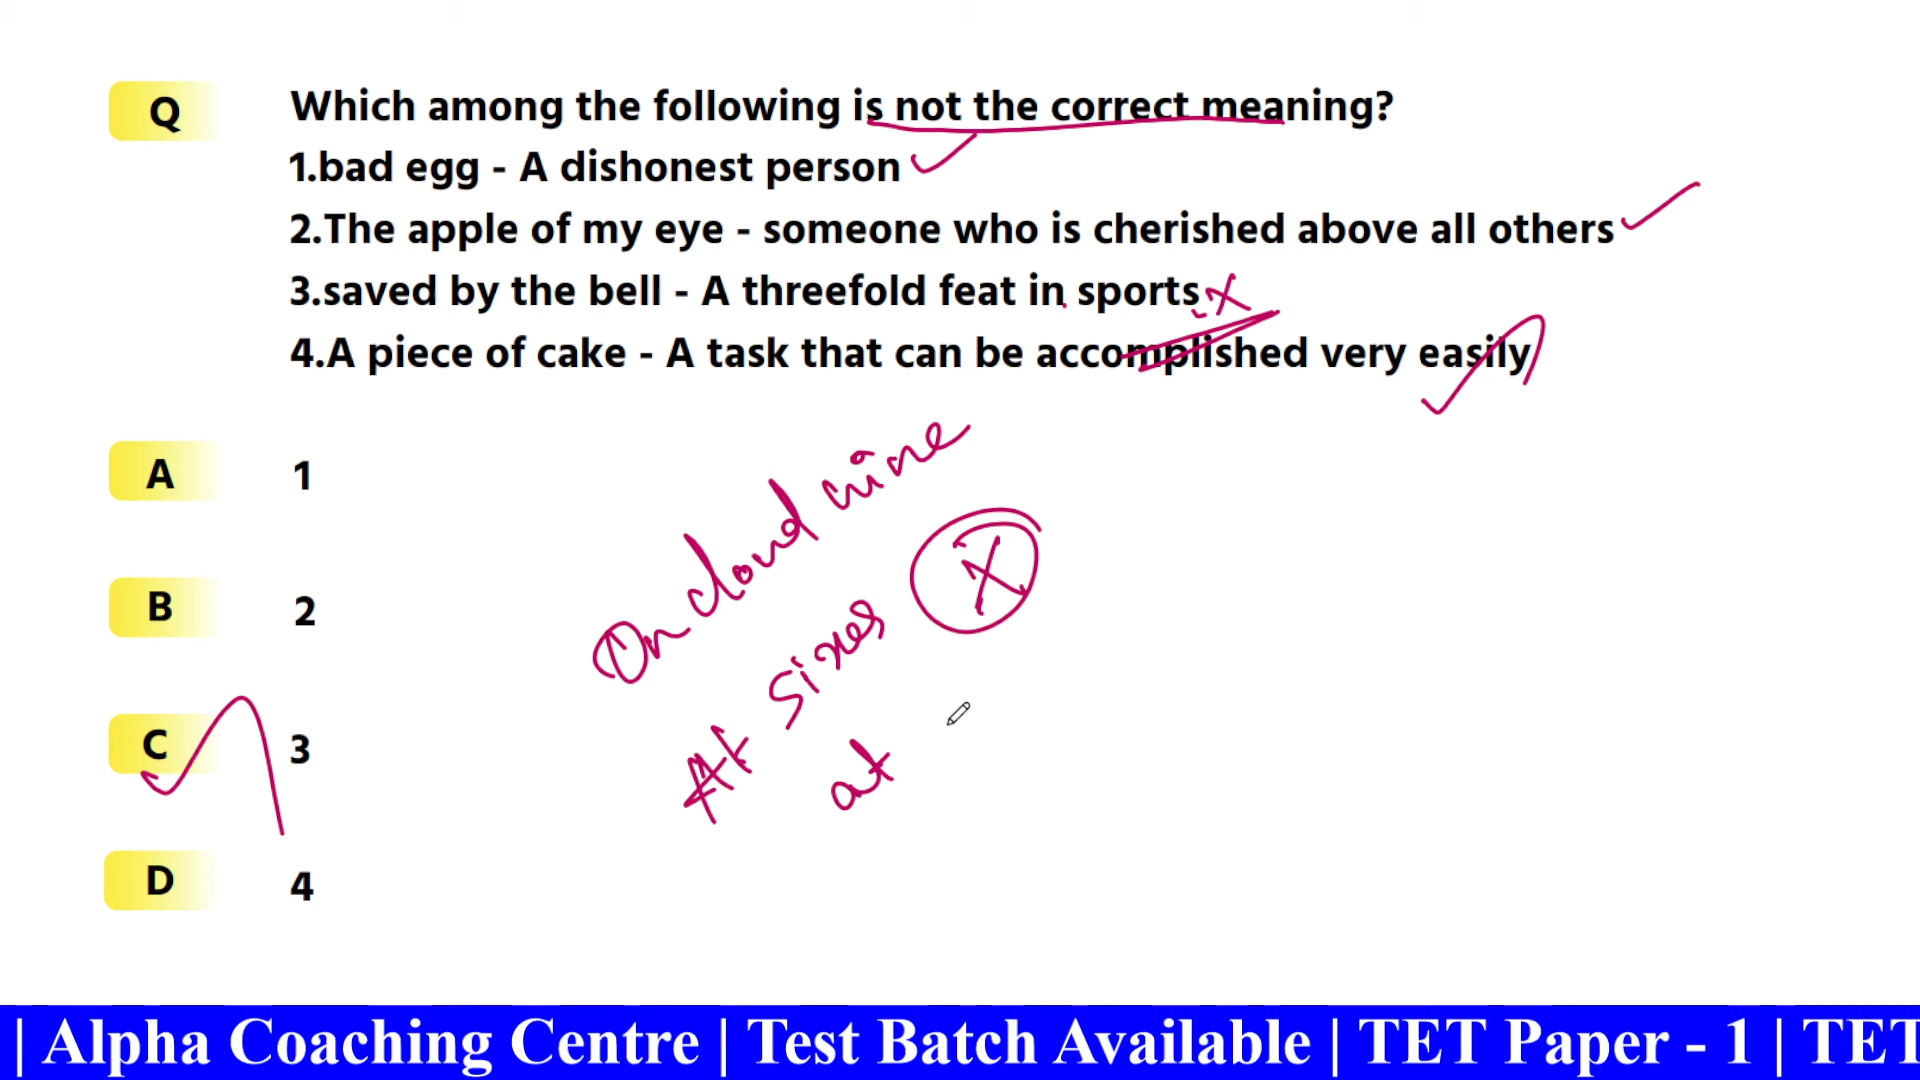 Q Which among the following is not the correct meaning?
1.bad egg - A dishonest person
2.The apple of my eye - someone who is cherished above all others
3.saved by the bell - A threefold feat in sports
4.A piece of cake - A task that can be accomplished very easily
On cloud nine
A 1
At sixes
B 2
at
C 3
D 4
| Alpha Coaching Centre | Test Batch Available | TET Paper - 1 | TET